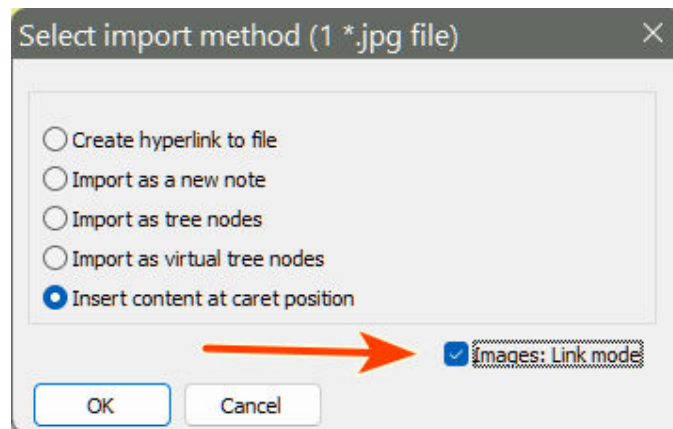 Select import method (1 *.jpg file)
Create hyperlink to file
Import as a new note
Import as tree nodes
Import as virtual tree nodes
Insert content at caret position
Images: Link mode
OK Cancel